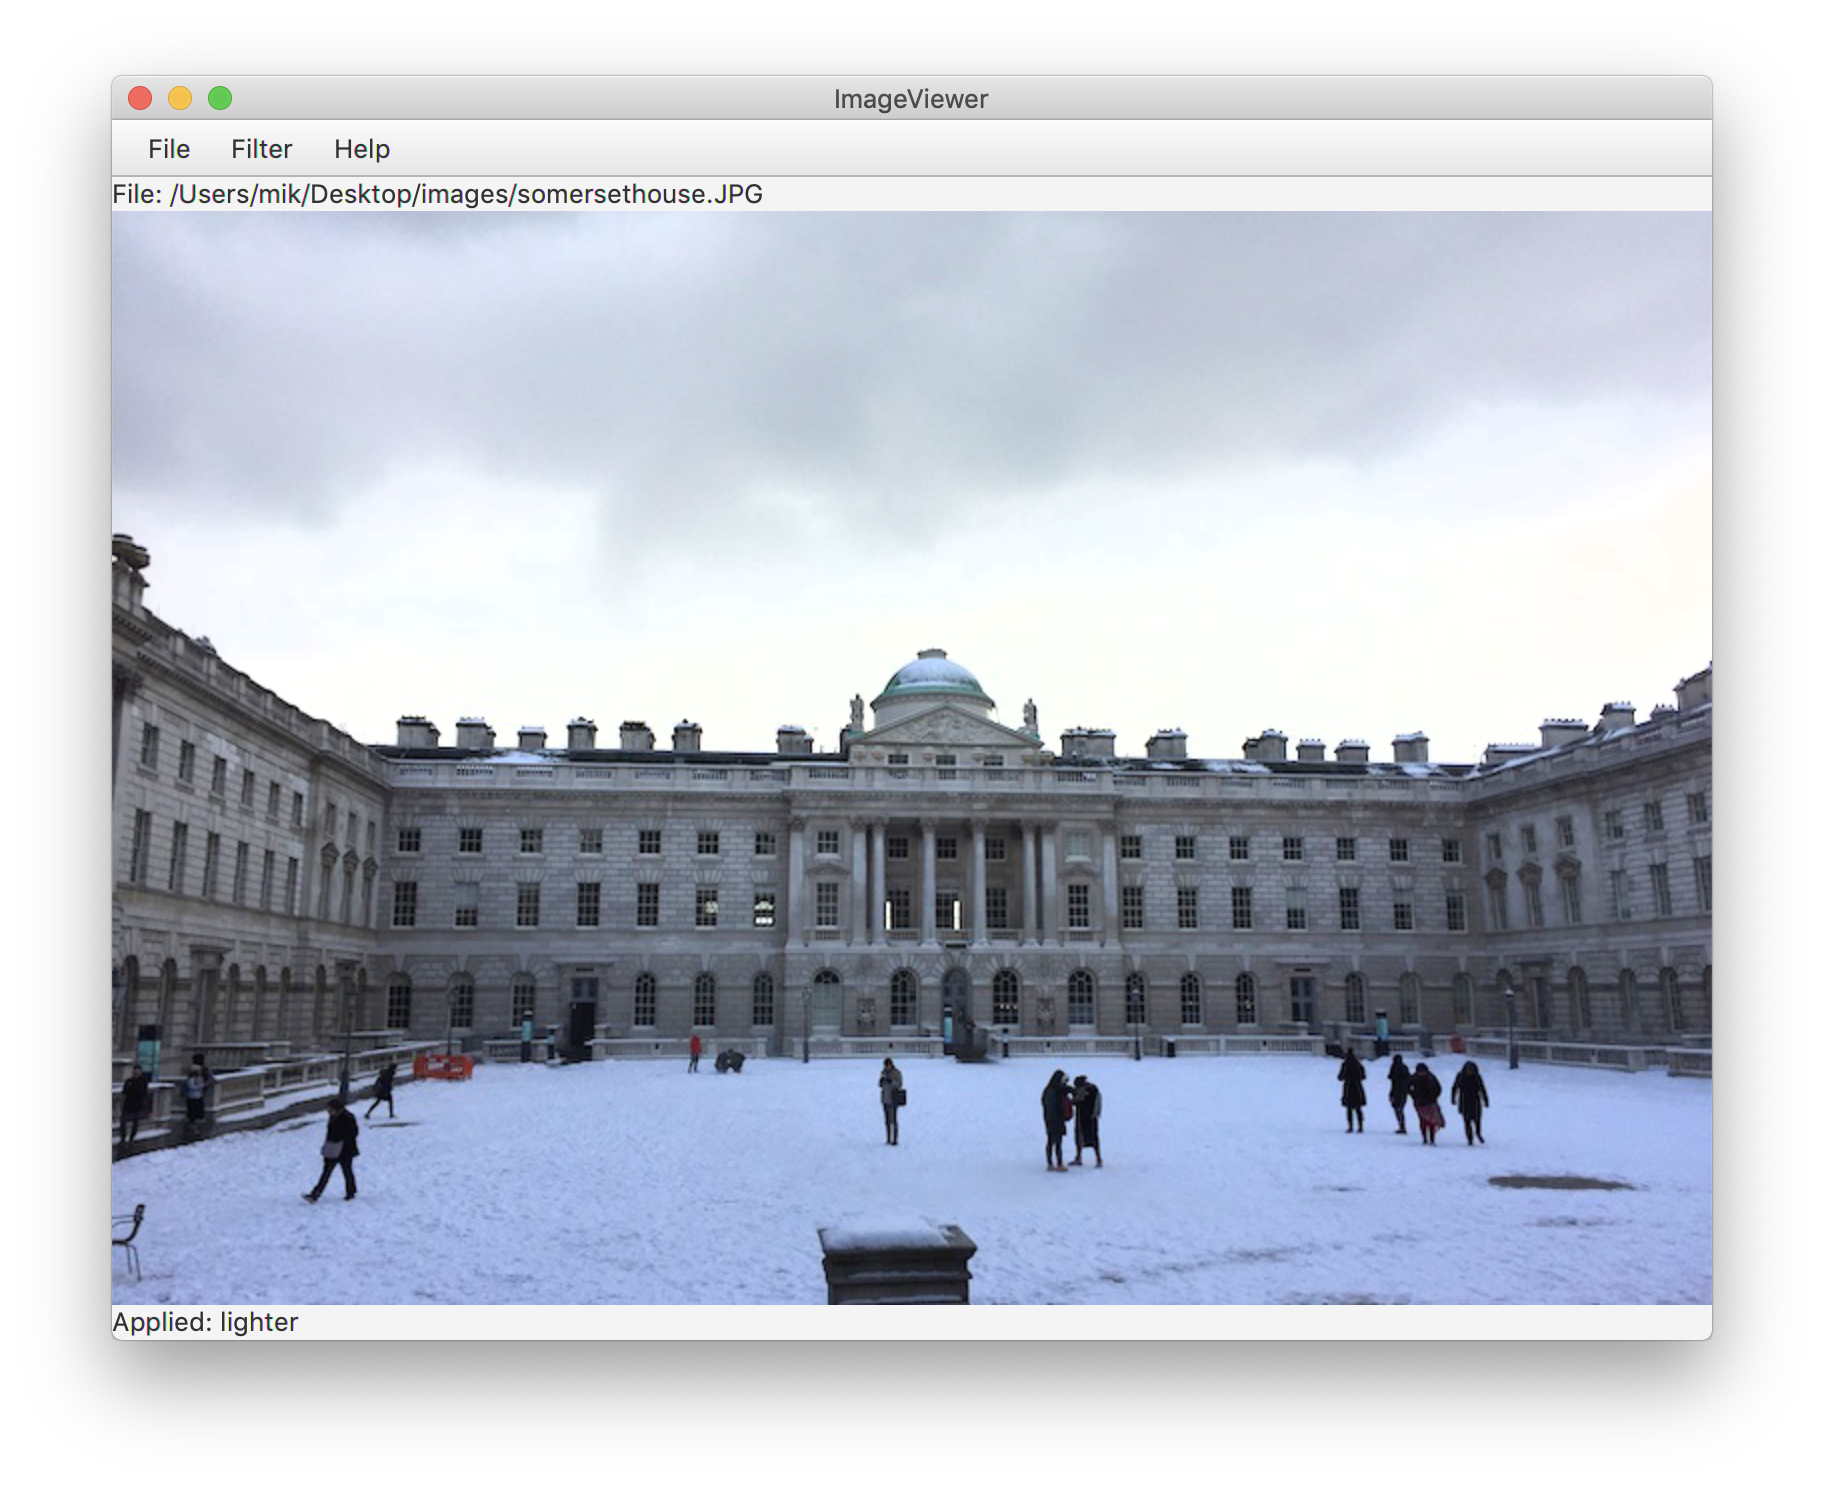 ImageViewer
File Filter Help
File: /Users/mik/Desktop/images/somersethouse.JPG
Applied: lighter